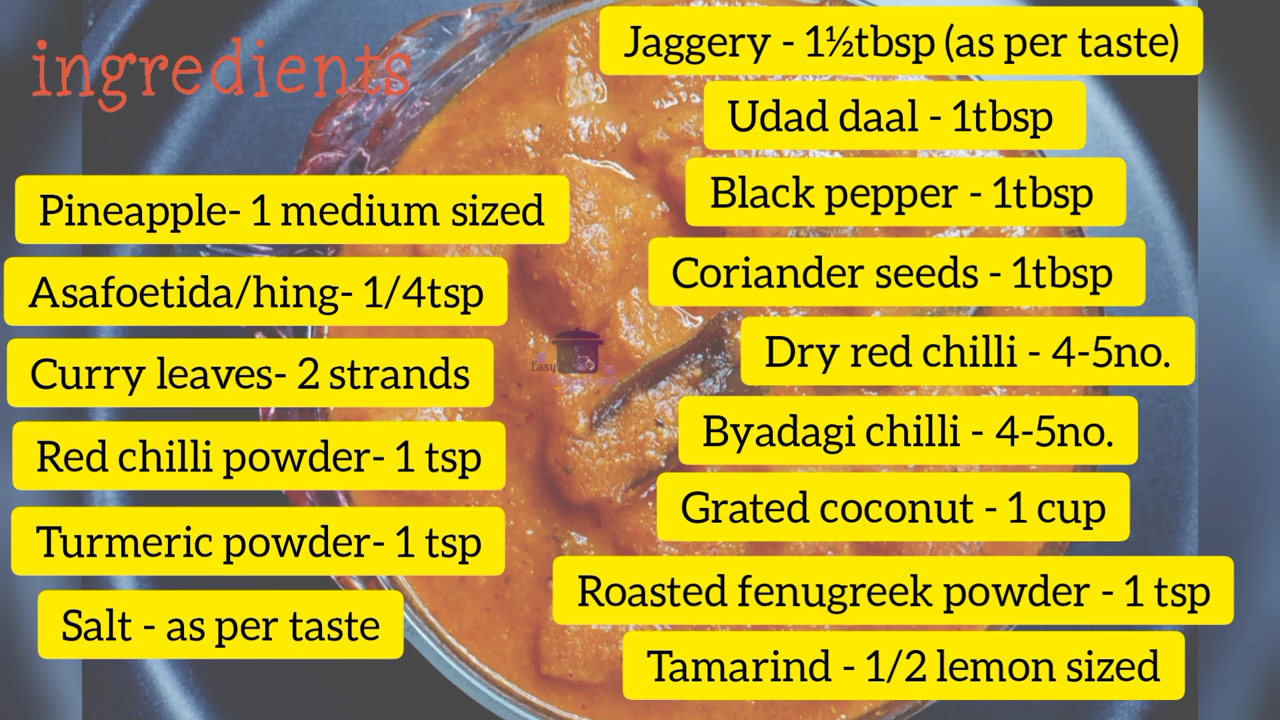 ingredients
Pineapple- 1 medium sized
Asafoetida/hing- 1/4tsp
Curry leaves- 2 strands
Red chilli powder- 1 tsp
Turmeric powder- 1 tsp
Salt - as per taste
Jaggery - 1½tbsp (as per taste)
Udad daal - 1tbsp
Black pepper - 1tbsp
Coriander seeds - 1tbsp
Dry red chilli - 4-5no.
Byadagi chilli - 4-5no.
Grated coconut - 1 cup
Roasted fenugreek powder - 1 tsp
Tamarind - 1/2 lemon sized
Easy